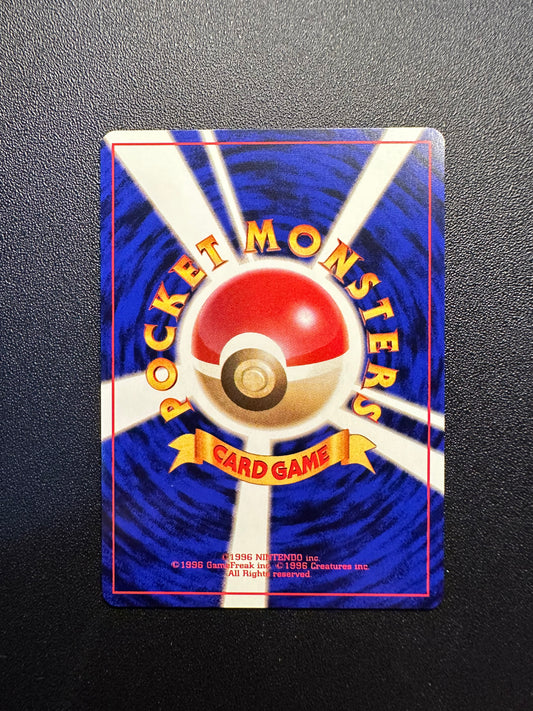 POCKET MONSTERS
CARD GAME
©1996 NINTENDO inc.
©1996 GameFreak inc. ©1996 Creatures inc.
All Rights reserved.